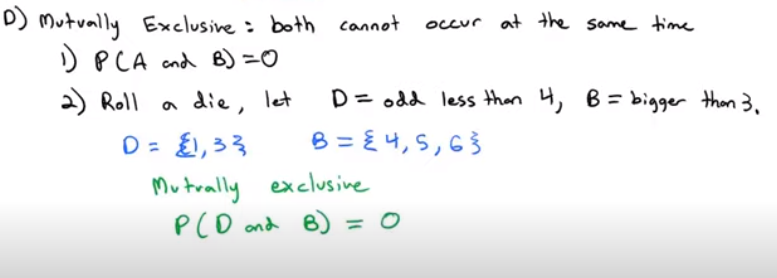 D) Mutually Exclusive : both cannot occur at the same time
1) P(A and B) = 0
2) Roll a die, let D = odd less than 4, B = bigger than 3.
D = {1,3} B = {4,5,6}
Mutually exclusive
P(D and B) = 0